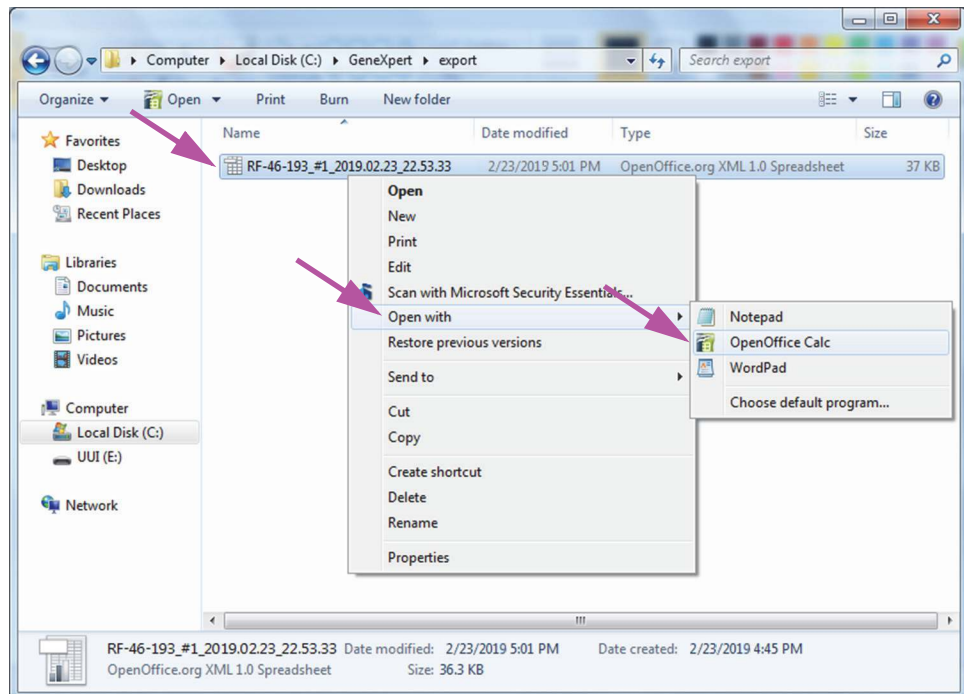 Computer ▸ Local Disk (C:) ▸ GeneXpert ▸ export Search export
Organize Open Print Burn New folder
Favorites
Desktop
Downloads
Recent Places
Libraries
Documents
Music
Pictures
Videos
Computer
Local Disk (C:)
UUI (E:)
Network
Name Date modified Type Size
RF-46-193_#1_2019.02.23_22.53.33 2/23/2019 5:01 PM OpenOffice.org XML 1.0 Spreadsheet 37 KB
Open
New
Print
Edit
Scan with Microsoft Security Essentials...
Open with
Restore previous versions
Send to
Cut
Copy
Create shortcut
Delete
Rename
Properties
Notepad
OpenOffice Calc
WordPad
Choose default program...
RF-46-193_#1_2019.02.23_22.53.33 Date modified: 2/23/2019 5:01 PM Date created: 2/23/2019 4:45 PM
OpenOffice.org XML 1.0 Spreadsheet Size: 36.3 KB